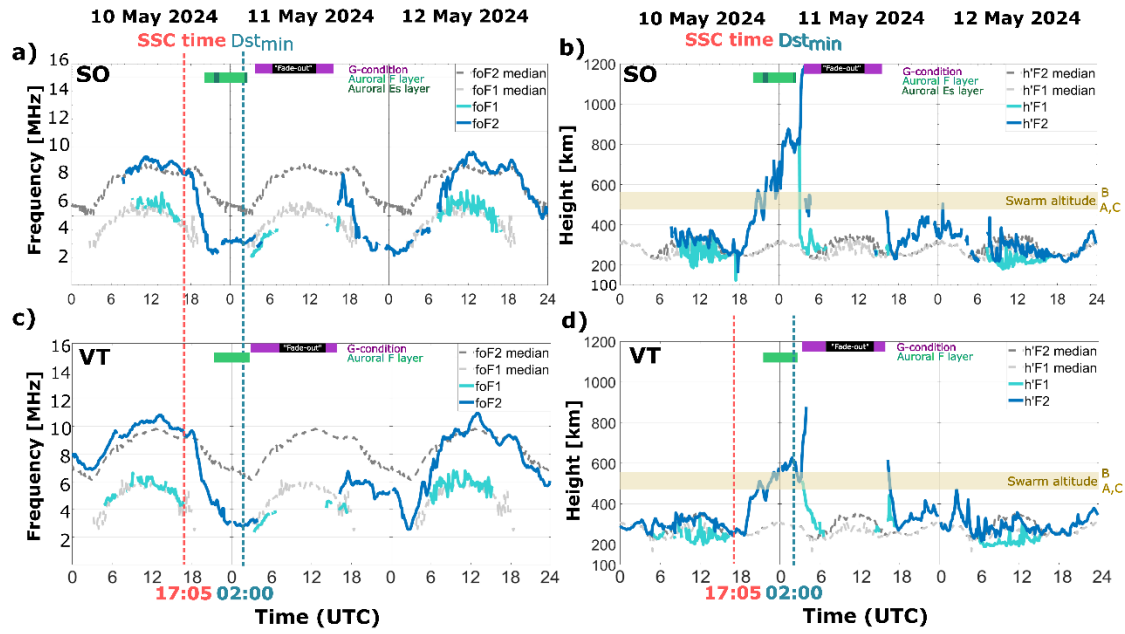 10 May 2024 11 May 2024 12 May 2024
SSC time Dstmin
a) SO
"Fade-out" G-condition
Auroral F layer
Auroral Es layer
foF2 median
foF1 median
foF1
foF2
16
14
12
10
8
6
4
2
Frequency [MHz]
0 6 12 18 0 6 12 18 0 6 12 18 24
10 May 2024 11 May 2024 12 May 2024
SSC time Dstmin
b) SO
"Fade-out" G-condition
Auroral F layer
Auroral Es layer
h'F2 median
h'F1 median
h'F1
h'F2
1200
1000
800
600
400
200
100
Height [km]
Swarm altitude B
A,C
0 6 12 18 0 6 12 18 0 6 12 18 24
c) VT
"Fade-out" G-condition
Auroral F layer
foF2 median
foF1 median
foF1
foF2
16
14
12
10
8
6
4
2
Frequency [MHz]
0 6 12 18 0 6 12 18 0 6 12 18 24
17:05 02:00
Time (UTC)
d) VT
"Fade-out" G-condition
Auroral F layer
h'F2 median
h'F1 median
h'F1
h'F2
1200
1000
800
600
400
200
100
Height [km]
Swarm altitude B
A,C
0 6 12 18 0 6 12 18 0 6 12 18 24
17:05 02:00
Time (UTC)